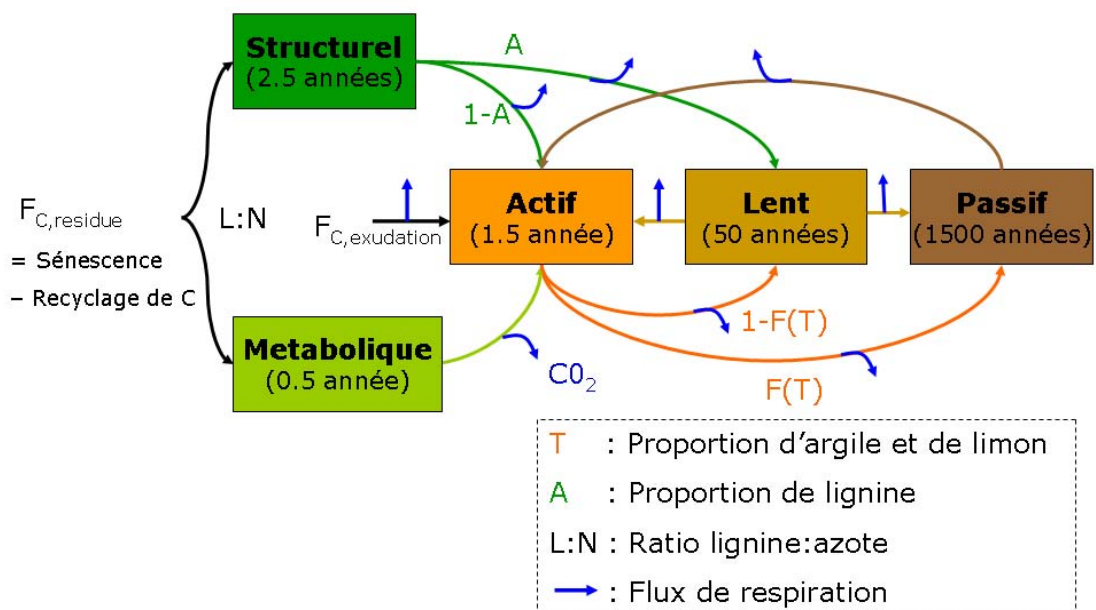 Structurel
(2.5 années)
A
1-A
F_C,residue
= Sénescence
– Recyclage de C
L:N
F_C,exudation
Actif
(1.5 année)
Lent
(50 années)
Passif
(1500 années)
Metabolique
(0.5 année)
C0₂
1-F(T)
F(T)
T : Proportion d'argile et de limon
A : Proportion de lignine
L:N : Ratio lignine:azote
: Flux de respiration